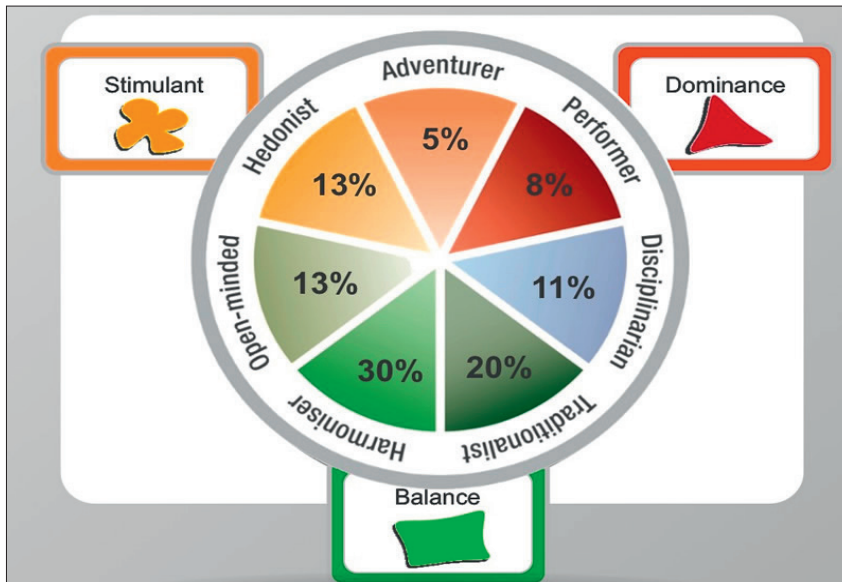 Stimulant
Dominance
Adventurer
Performer
Disciplinarian
Traditionalist
Harmoniser
Open-minded
Hedonist
5%
8%
11%
20%
30%
13%
13%
Balance